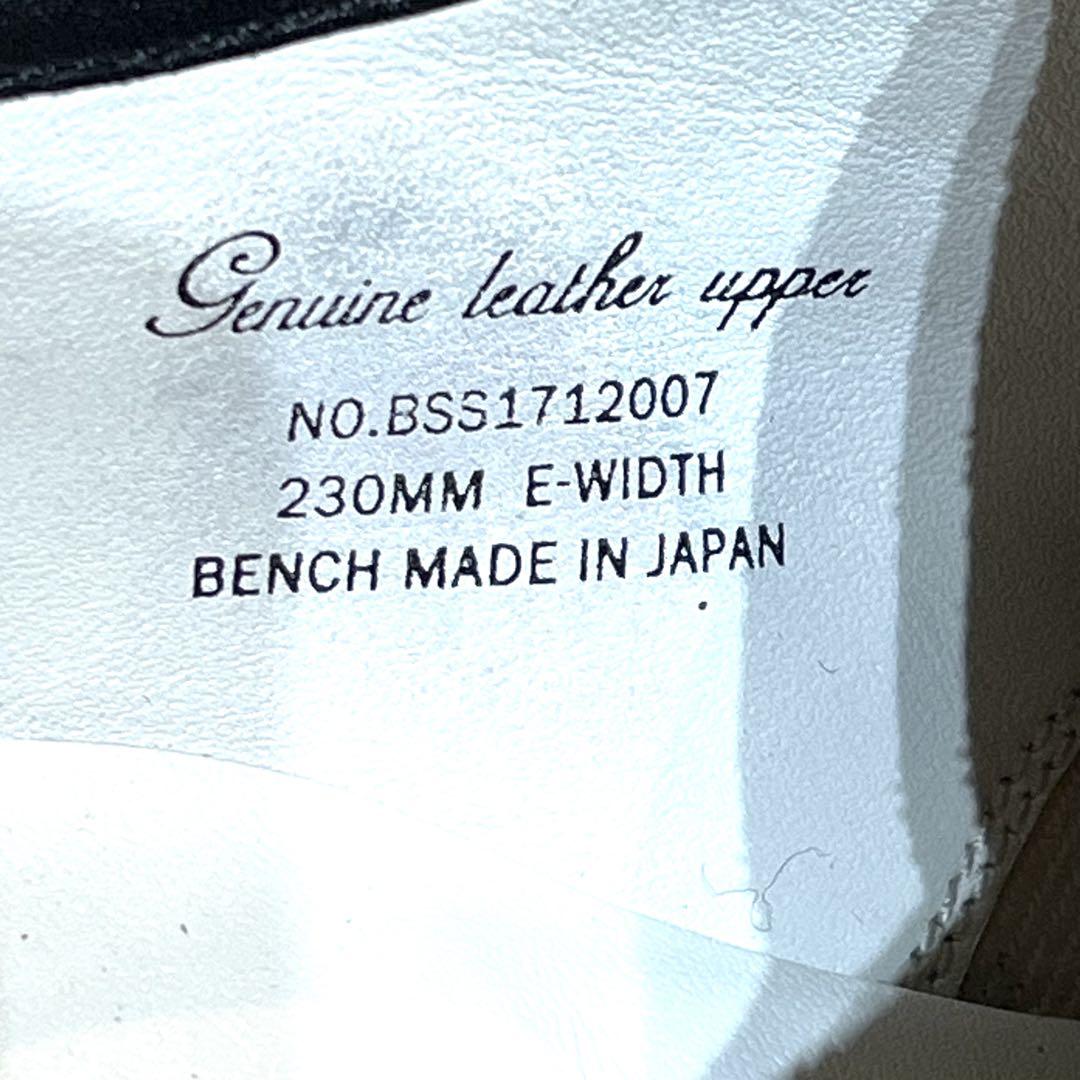 Genuine leather upper
NO.BSS1712007
230MM E-WIDTH
BENCH MADE IN JAPAN